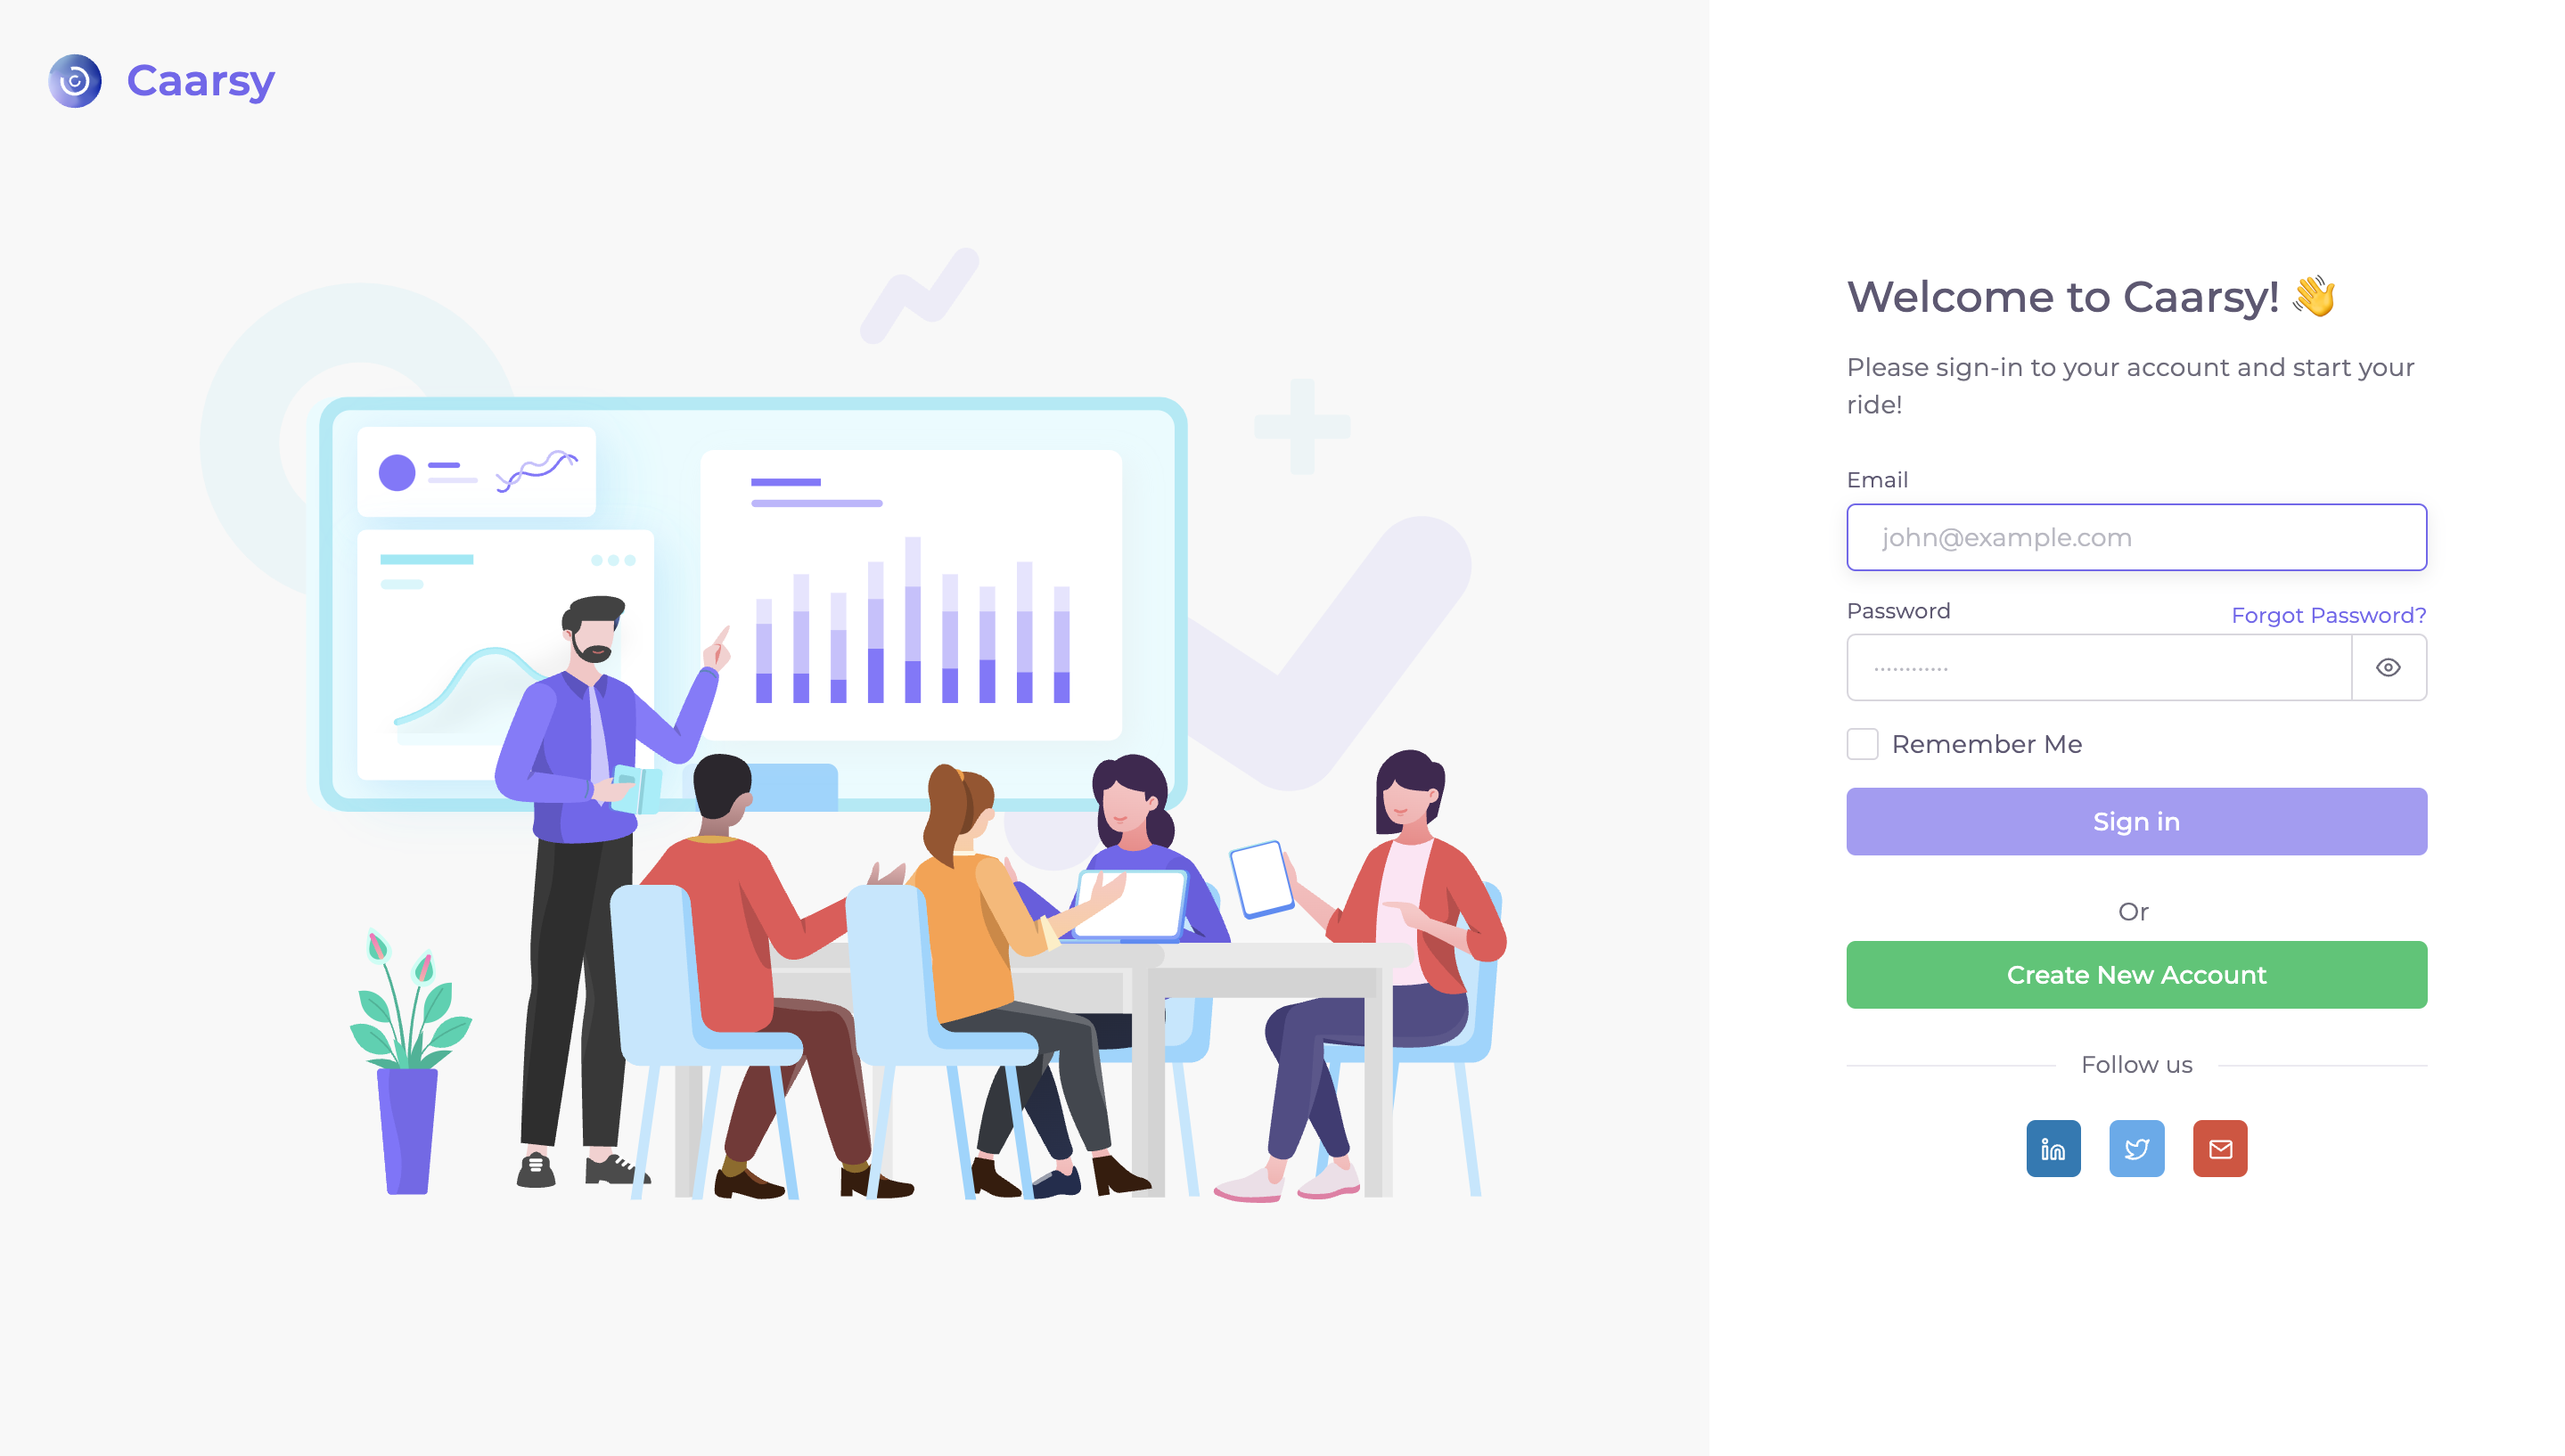 Caarsy
Welcome to Caarsy! 👋
Please sign-in to your account and start your
ride!
Email
john@example.com
Password
Forgot Password?
············
Remember Me
Sign in
Or
Create New Account
Follow us
in